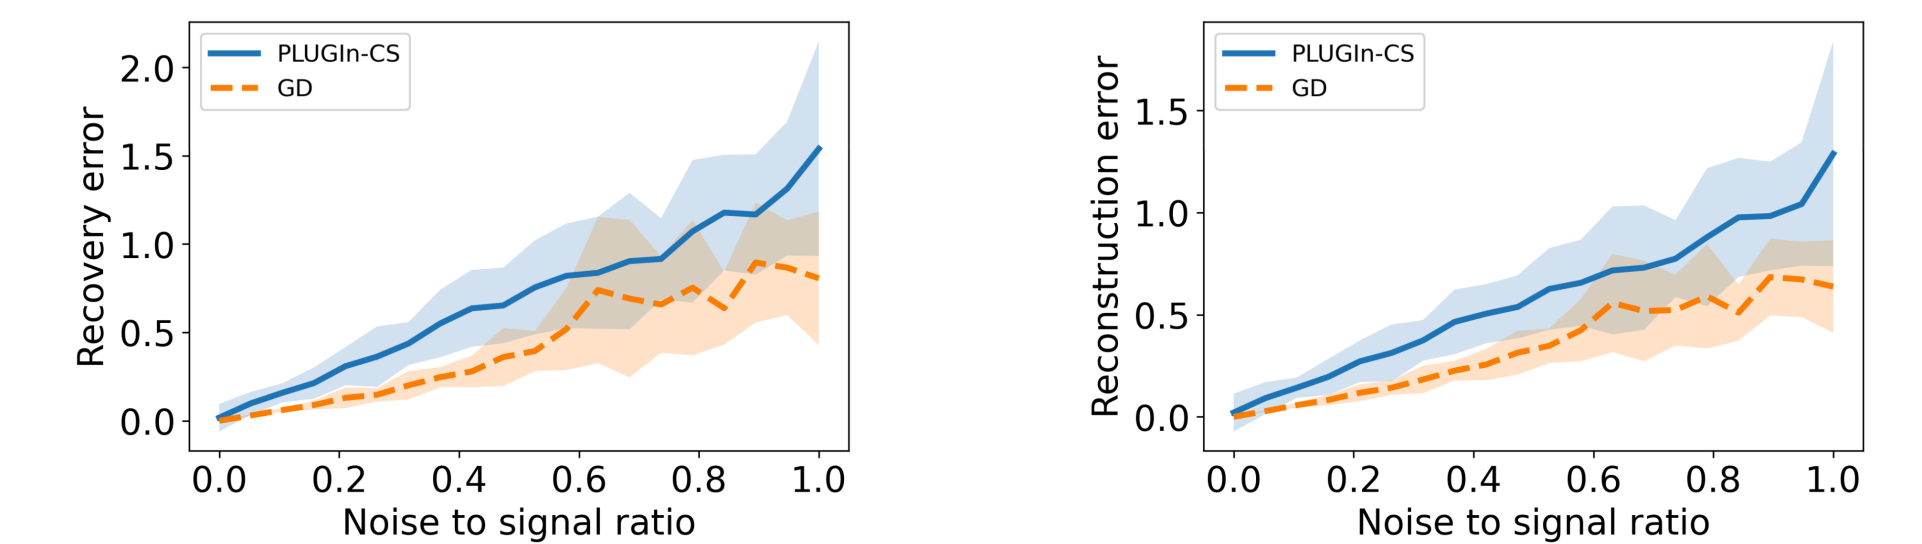 PLUGIn-CS
GD
Recovery error
2.0
1.5
1.0
0.5
0.0
0.0 0.2 0.4 0.6 0.8 1.0
Noise to signal ratio
PLUGIn-CS
GD
Reconstruction error
1.5
1.0
0.5
0.0
0.0 0.2 0.4 0.6 0.8 1.0
Noise to signal ratio